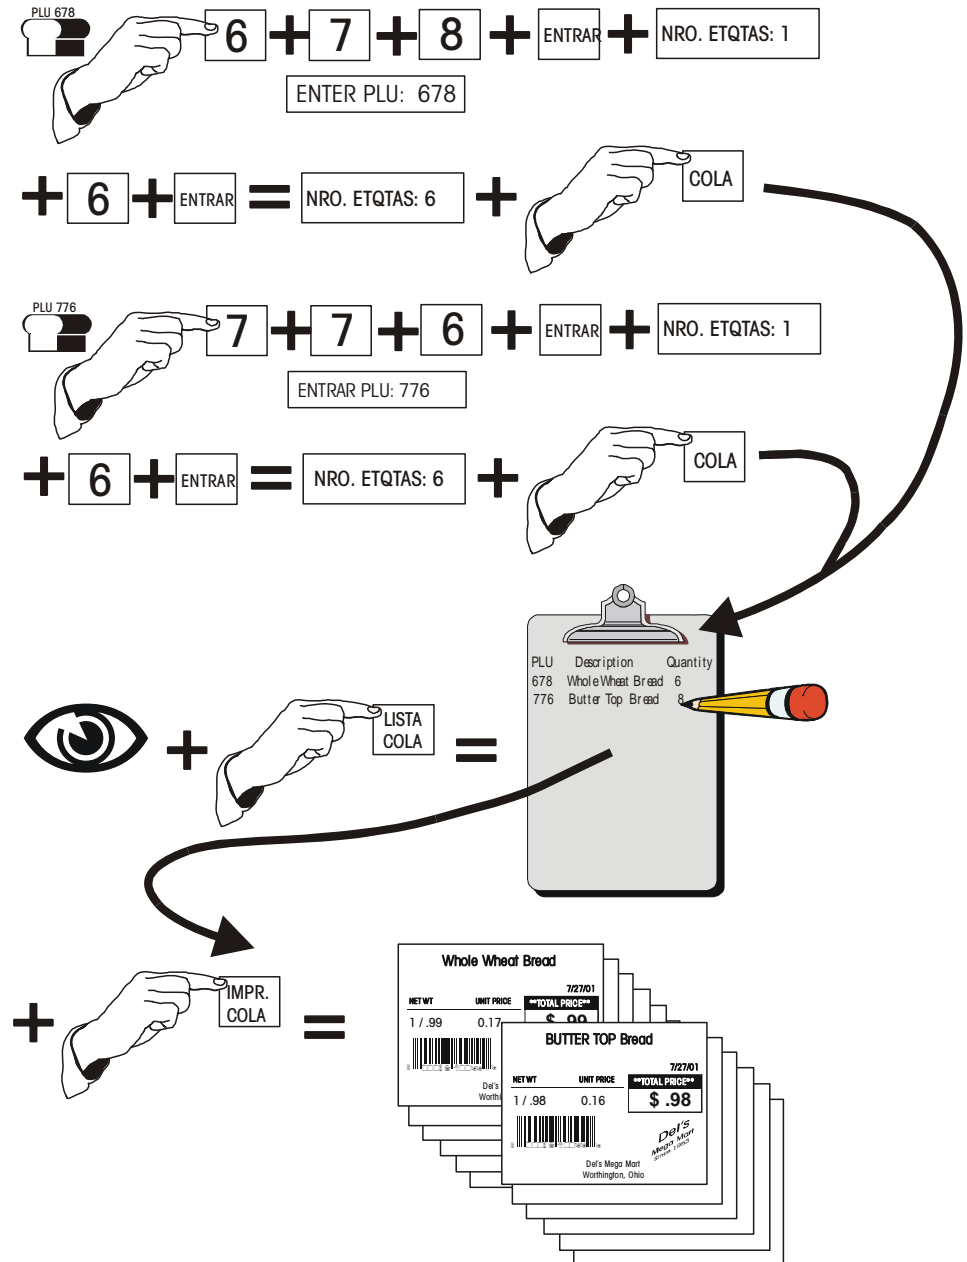 PLU 678
6 + 7 + 8 + ENTRAR + NRO. ETQTAS: 1
ENTER PLU: 678
+ 6 + ENTRAR = NRO. ETQTAS: 6 + COLA
PLU 776
7 + 7 + 6 + ENTRAR + NRO. ETQTAS: 1
ENTRAR PLU: 776
+ 6 + ENTRAR = NRO. ETQTAS: 6 + COLA
PLU Description Quantity
678 Whole Wheat Bread 6
776 Butter Top Bread 8
+ LISTA
COLA =
+ IMPR.
COLA =
Whole Wheat Bread
7/27/01
NET WT UNIT PRICE **TOTAL PRICE**
1 / .99 0.17 $ .99
Del's
BUTTER TOP Bread
7/27/01
NET WT UNIT PRICE **TOTAL PRICE**
1 / .98 0.16 $ .98
Del's
Mega Mart
Since 1953
Del's Mega Mart
Worthington, Ohio